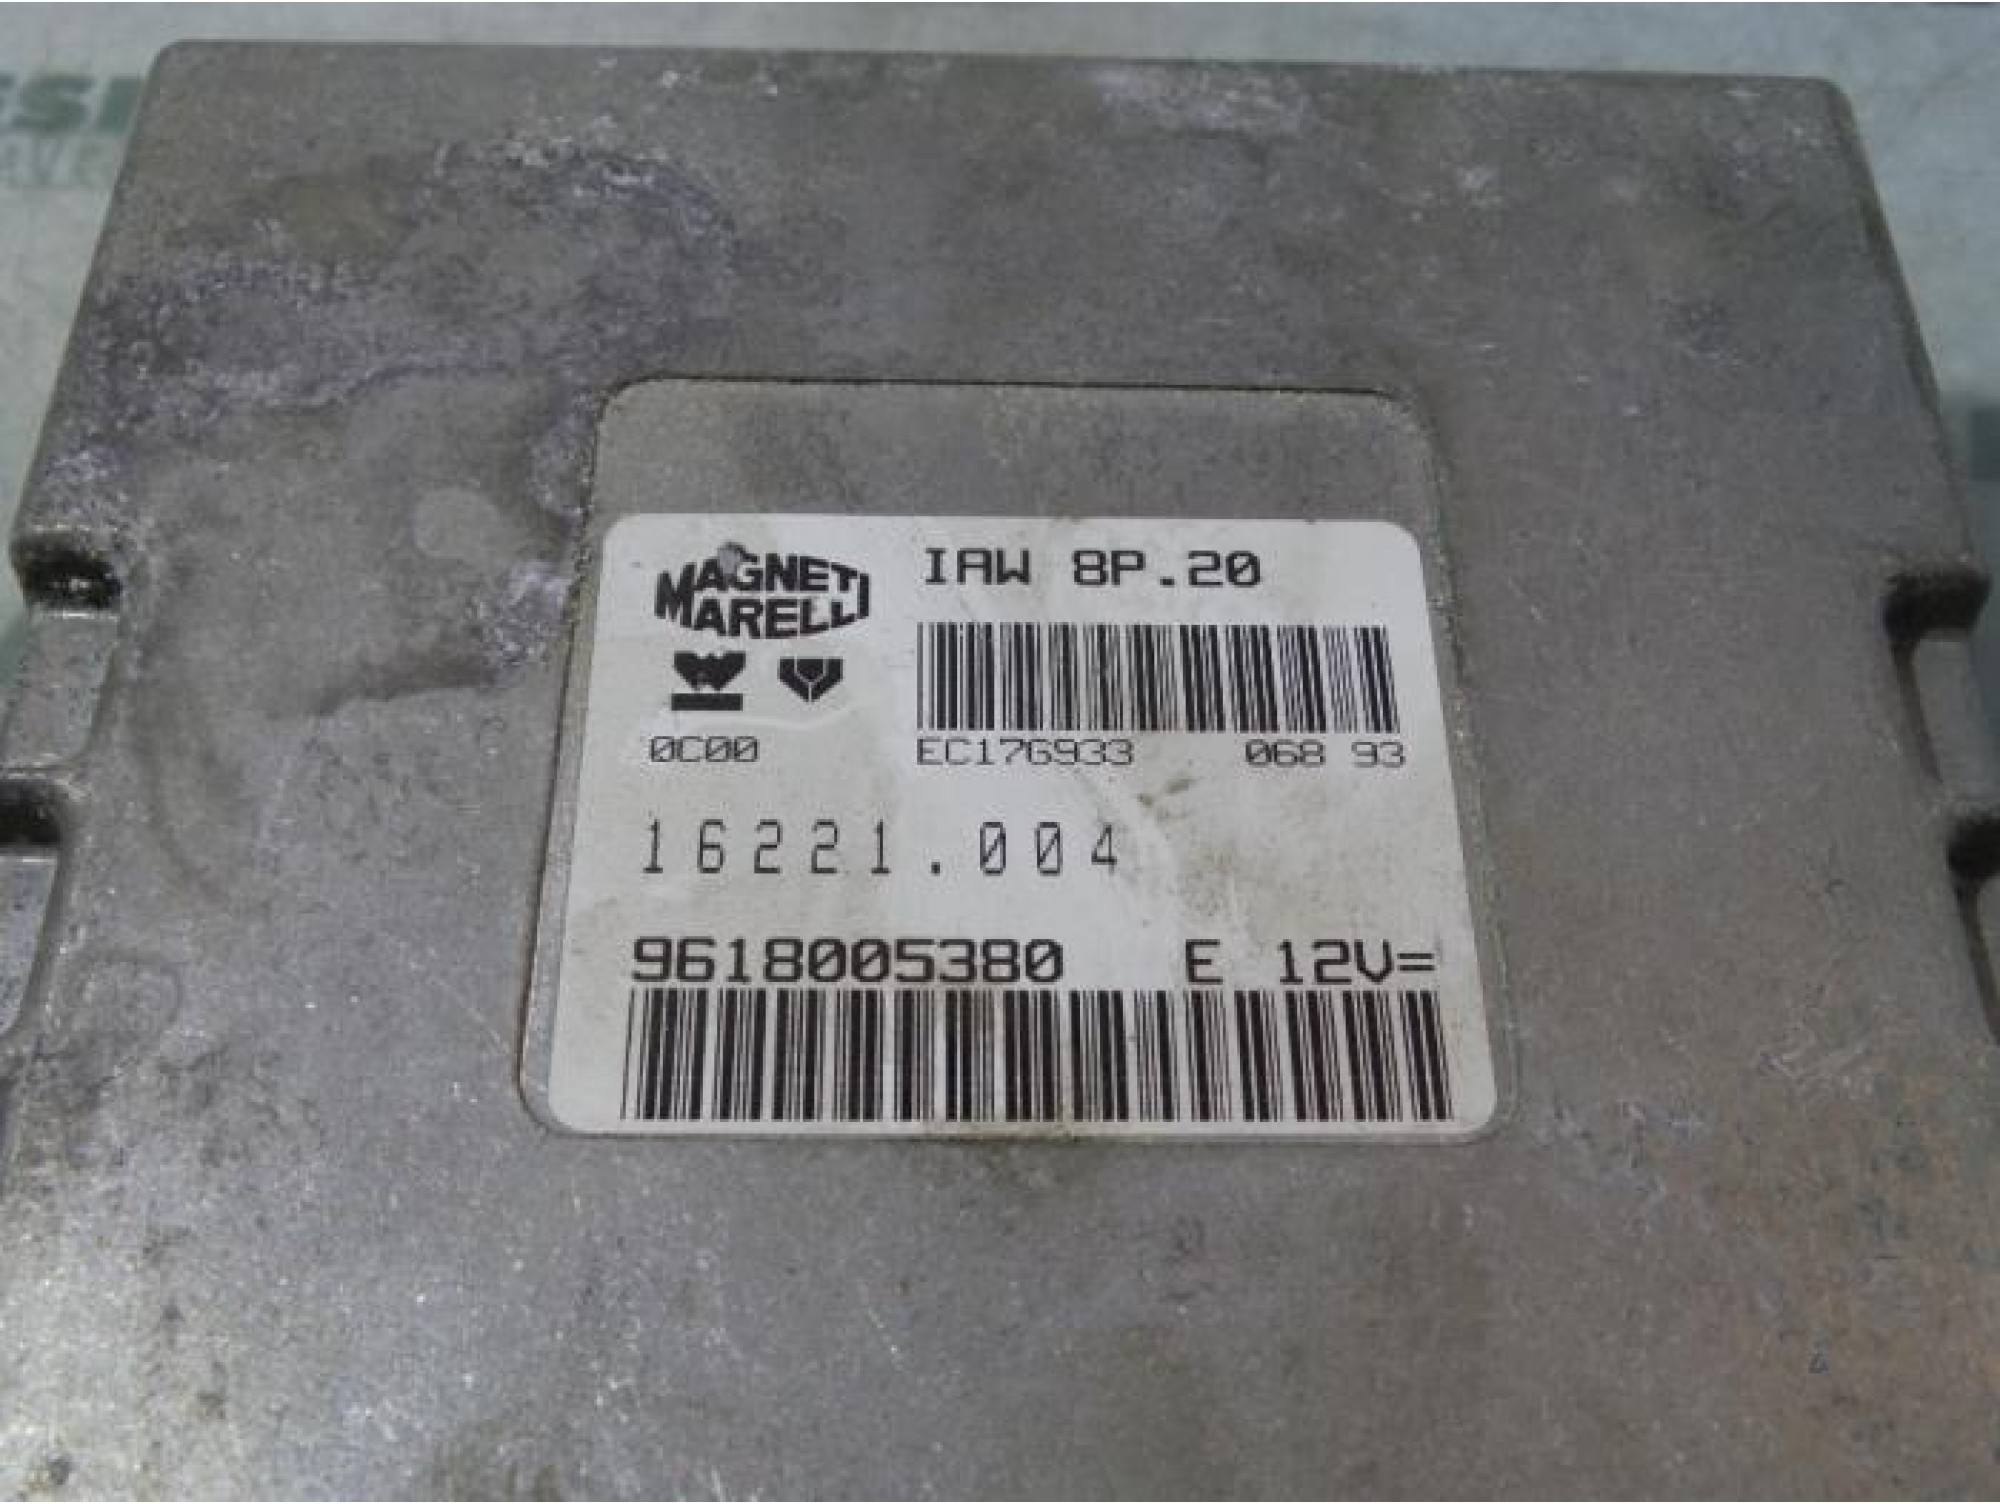 MAGNETI
MARELLI
IAW 8P.20
0C00
EC176933 068 93
16221.004
9618005380 E 12V=